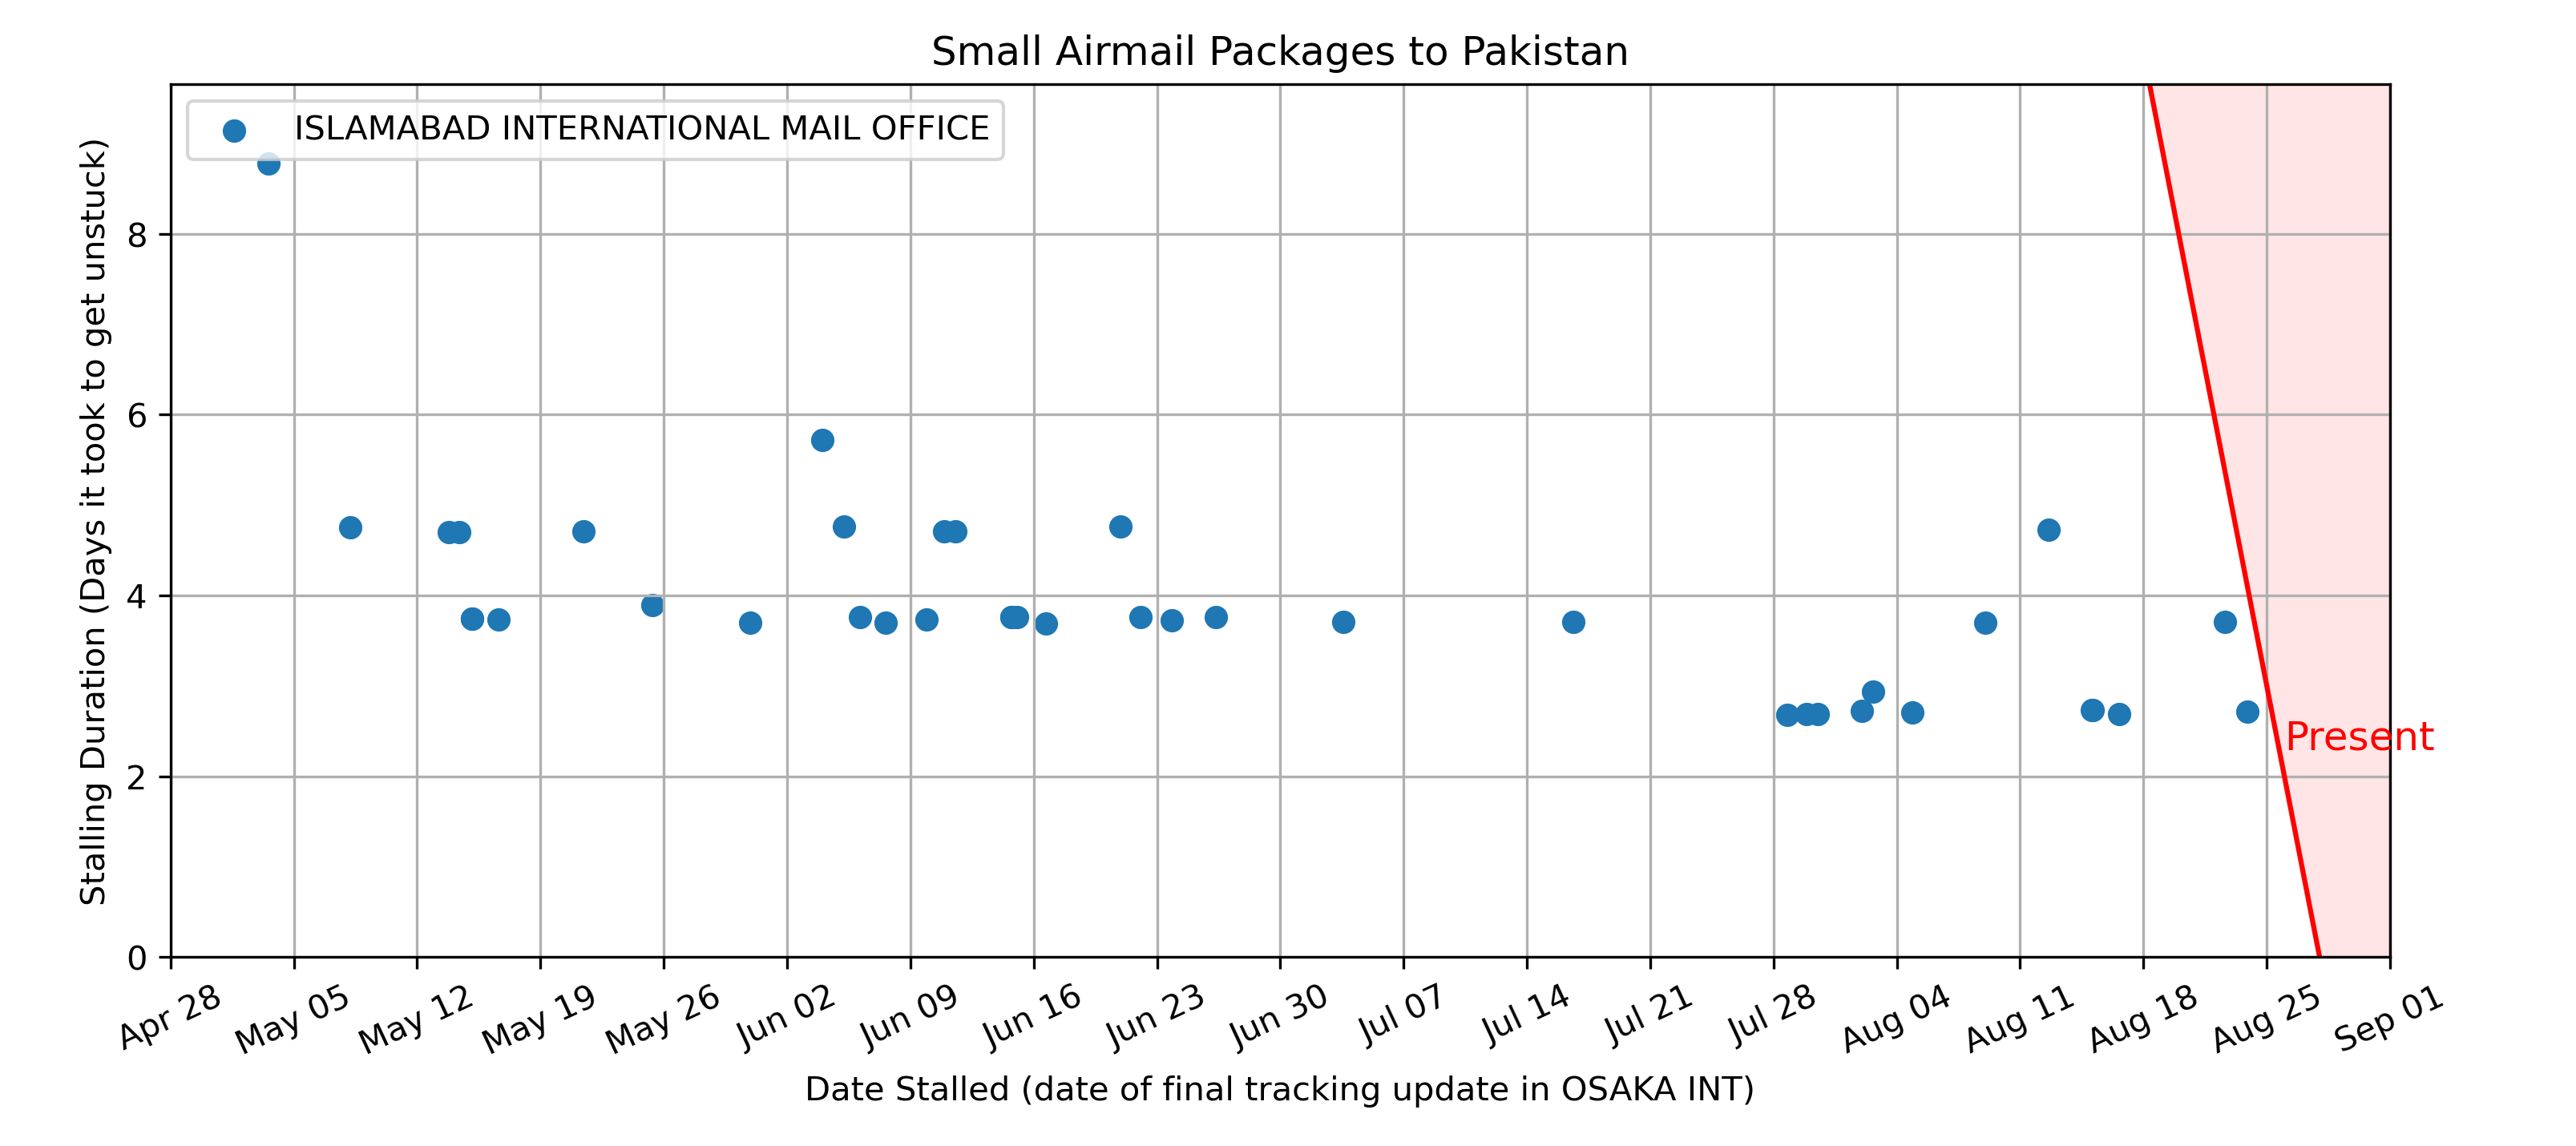 Small Airmail Packages to Pakistan
ISLAMABAD INTERNATIONAL MAIL OFFICE
Stalling Duration (Days it took to get unstuck)
8
6
4
2
0
Present
Apr 28
May 05
May 12
May 19
May 26
Jun 02
Jun 09
Jun 16
Jun 23
Jun 30
Jul 07
Jul 14
Jul 21
Jul 28
Aug 04
Aug 11
Aug 18
Aug 25
Sep 01
Date Stalled (date of final tracking update in OSAKA INT)